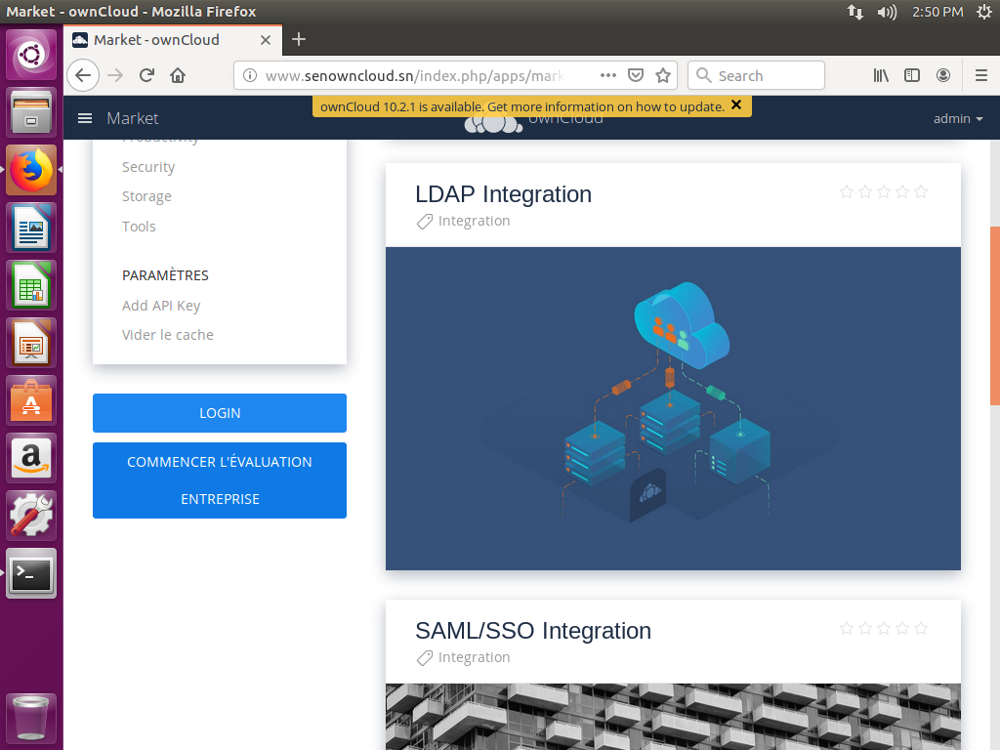 Market - ownCloud - Mozilla Firefox
2:50 PM
Market - ownCloud
www.senowncloud.sn/index.php/apps/mark
Search
ownCloud 10.2.1 is available. Get more information on how to update.
Market
ownCloud
admin
Productivity
Security
Storage
Tools
PARAMÈTRES
Add API Key
Vider le cache
LOGIN
COMMENCER L'ÉVALUATION
ENTREPRISE
LDAP Integration
Integration
SAML/SSO Integration
Integration